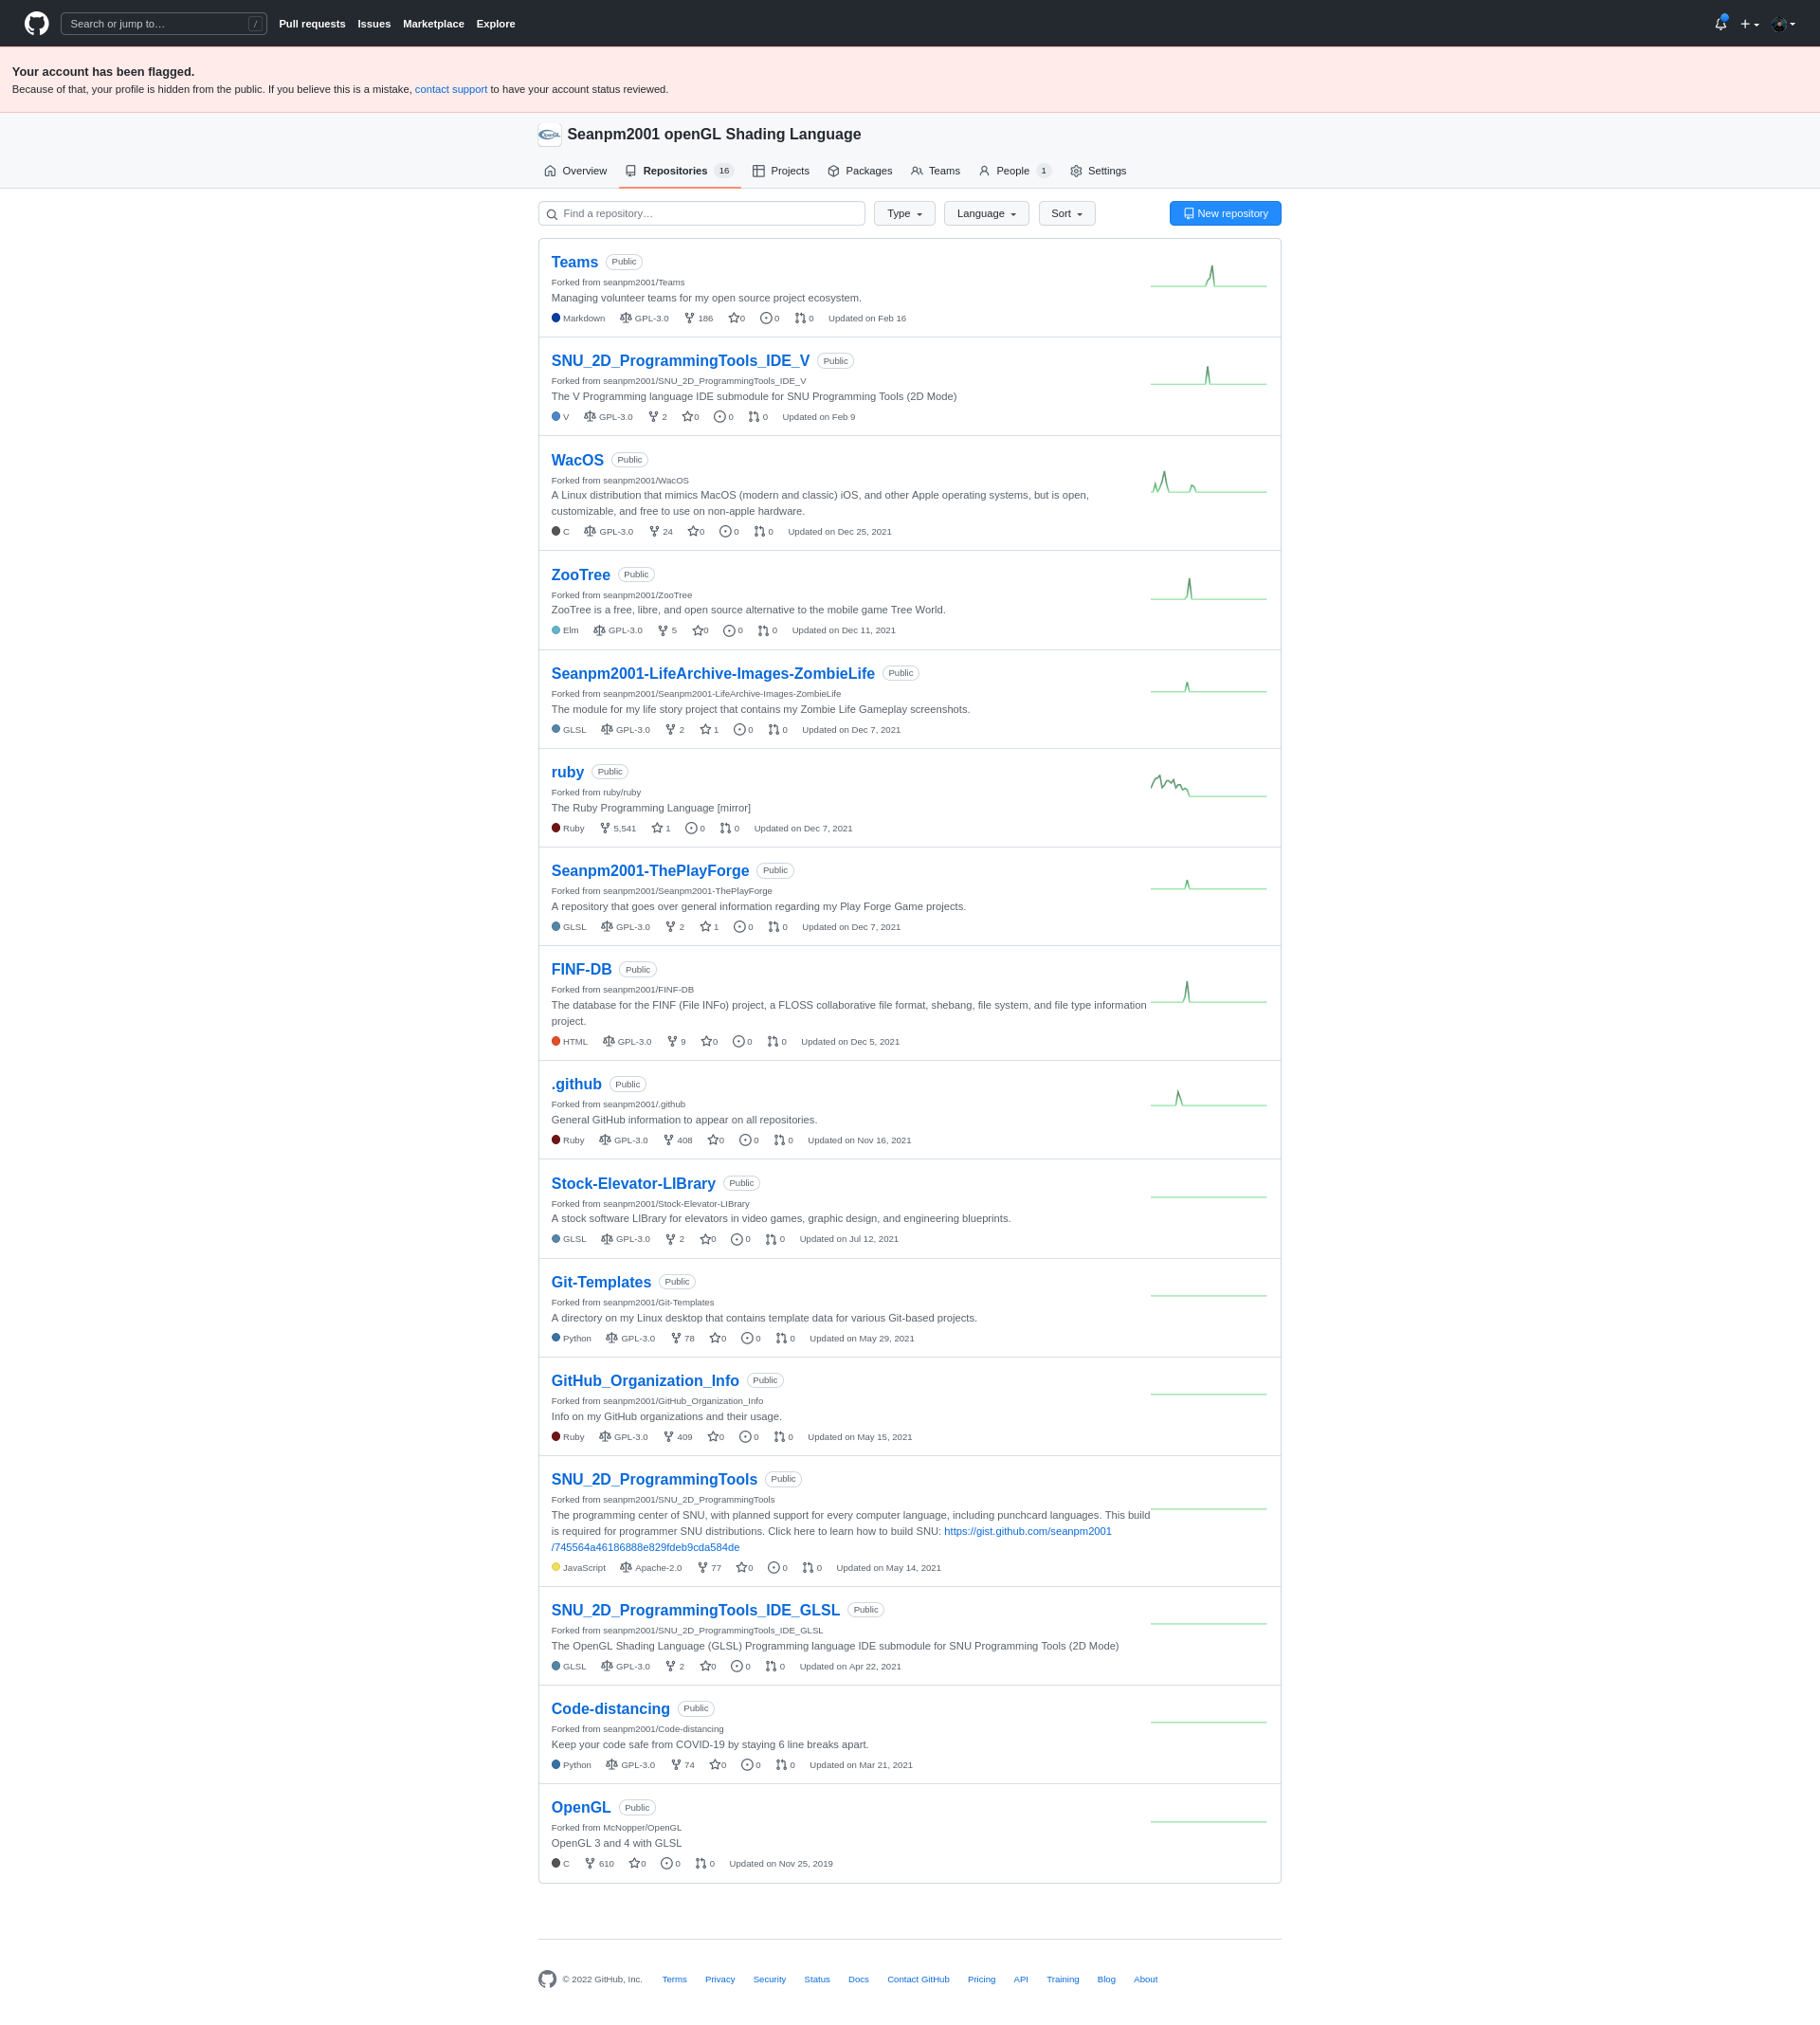 Search or jump to… /
Pull requests Issues Marketplace Explore
Your account has been flagged.
Because of that, your profile is hidden from the public. If you believe this is a mistake, contact support to have your account status reviewed.
OpenGL
Seanpm2001 openGL Shading Language
Overview Repositories 16 Projects Packages Teams People 1 Settings
Find a repository… Type Language Sort New repository
Teams Public
Forked from seanpm2001/Teams
Managing volunteer teams for my open source project ecosystem.
Markdown GPL-3.0 186 0 0 0 Updated on Feb 16
SNU_2D_ProgrammingTools_IDE_V Public
Forked from seanpm2001/SNU_2D_ProgrammingTools_IDE_V
The V Programming language IDE submodule for SNU Programming Tools (2D Mode)
V GPL-3.0 2 0 0 0 Updated on Feb 9
WacOS Public
Forked from seanpm2001/WacOS
A Linux distribution that mimics MacOS (modern and classic) iOS, and other Apple operating systems, but is open,
customizable, and free to use on non-apple hardware.
C GPL-3.0 24 0 0 0 Updated on Dec 25, 2021
ZooTree Public
Forked from seanpm2001/ZooTree
ZooTree is a free, libre, and open source alternative to the mobile game Tree World.
Elm GPL-3.0 5 0 0 0 Updated on Dec 11, 2021
Seanpm2001-LifeArchive-Images-ZombieLife Public
Forked from seanpm2001/Seanpm2001-LifeArchive-Images-ZombieLife
The module for my life story project that contains my Zombie Life Gameplay screenshots.
GLSL GPL-3.0 2 1 0 0 Updated on Dec 7, 2021
ruby Public
Forked from ruby/ruby
The Ruby Programming Language [mirror]
Ruby 5,541 1 0 0 Updated on Dec 7, 2021
Seanpm2001-ThePlayForge Public
Forked from seanpm2001/Seanpm2001-ThePlayForge
A repository that goes over general information regarding my Play Forge Game projects.
GLSL GPL-3.0 2 1 0 0 Updated on Dec 7, 2021
FINF-DB Public
Forked from seanpm2001/FINF-DB
The database for the FINF (File INFo) project, a FLOSS collaborative file format, shebang, file system, and file type information
project.
HTML GPL-3.0 9 0 0 0 Updated on Dec 5, 2021
.github Public
Forked from seanpm2001/.github
General GitHub information to appear on all repositories.
Ruby GPL-3.0 408 0 0 0 Updated on Nov 16, 2021
Stock-Elevator-LIBrary Public
Forked from seanpm2001/Stock-Elevator-LIBrary
A stock software LIBrary for elevators in video games, graphic design, and engineering blueprints.
GLSL GPL-3.0 2 0 0 0 Updated on Jul 12, 2021
Git-Templates Public
Forked from seanpm2001/Git-Templates
A directory on my Linux desktop that contains template data for various Git-based projects.
Python GPL-3.0 78 0 0 0 Updated on May 29, 2021
GitHub_Organization_Info Public
Forked from seanpm2001/GitHub_Organization_Info
Info on my GitHub organizations and their usage.
Ruby GPL-3.0 409 0 0 0 Updated on May 15, 2021
SNU_2D_ProgrammingTools Public
Forked from seanpm2001/SNU_2D_ProgrammingTools
The programming center of SNU, with planned support for every computer language, including punchcard languages. This build
is required for programmer SNU distributions. Click here to learn how to build SNU: https://gist.github.com/seanpm2001
/745564a46186888e829fdeb9cda584de
JavaScript Apache-2.0 77 0 0 0 Updated on May 14, 2021
SNU_2D_ProgrammingTools_IDE_GLSL Public
Forked from seanpm2001/SNU_2D_ProgrammingTools_IDE_GLSL
The OpenGL Shading Language (GLSL) Programming language IDE submodule for SNU Programming Tools (2D Mode)
GLSL GPL-3.0 2 0 0 0 Updated on Apr 22, 2021
Code-distancing Public
Forked from seanpm2001/Code-distancing
Keep your code safe from COVID-19 by staying 6 line breaks apart.
Python GPL-3.0 74 0 0 0 Updated on Mar 21, 2021
OpenGL Public
Forked from McNopper/OpenGL
OpenGL 3 and 4 with GLSL
C 610 0 0 0 Updated on Nov 25, 2019
© 2022 GitHub, Inc. Terms Privacy Security Status Docs Contact GitHub Pricing API Training Blog About